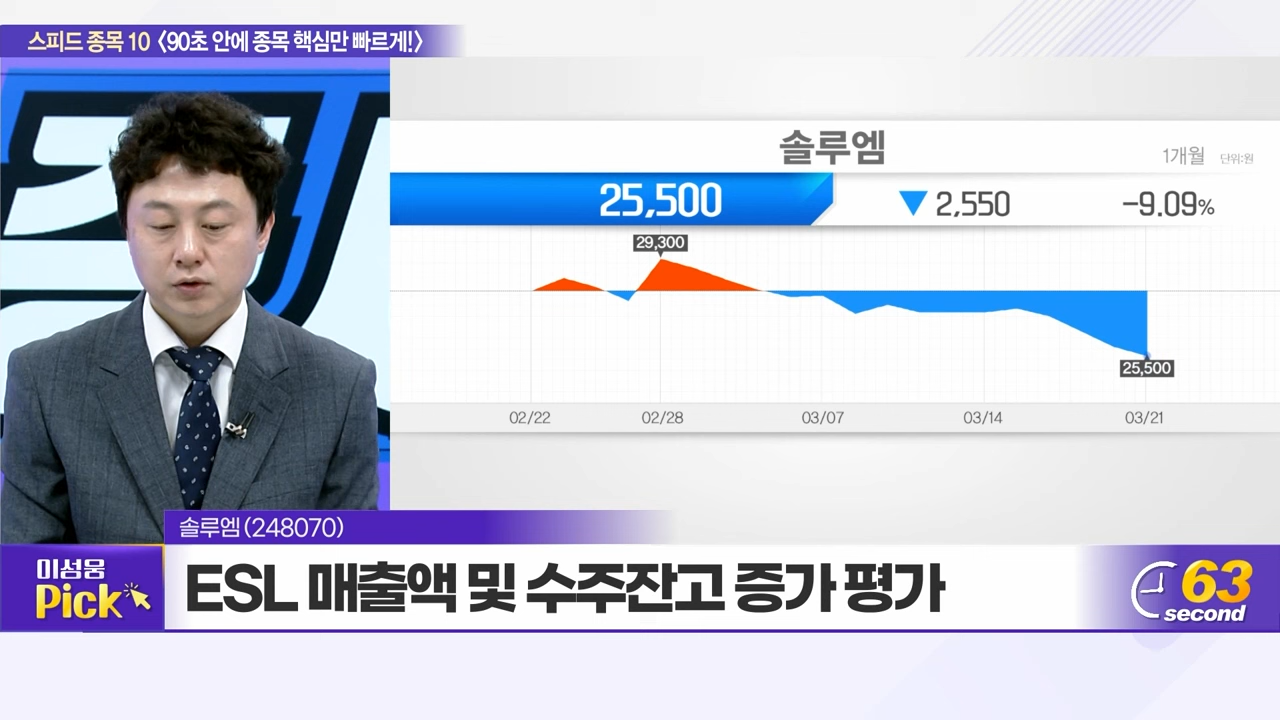 스피드 종목 10 〈90초 안에 종목 핵심만 빠르게!〉
솔루엠
1개월 단위:원
25,500 ▼ 2,550 -9.09%
29,300
25,500
02/22 02/28 03/07 03/14 03/21
솔루엠(248070)
이성웅
Pick
ESL 매출액 및 수주잔고 증가 평가
63
second